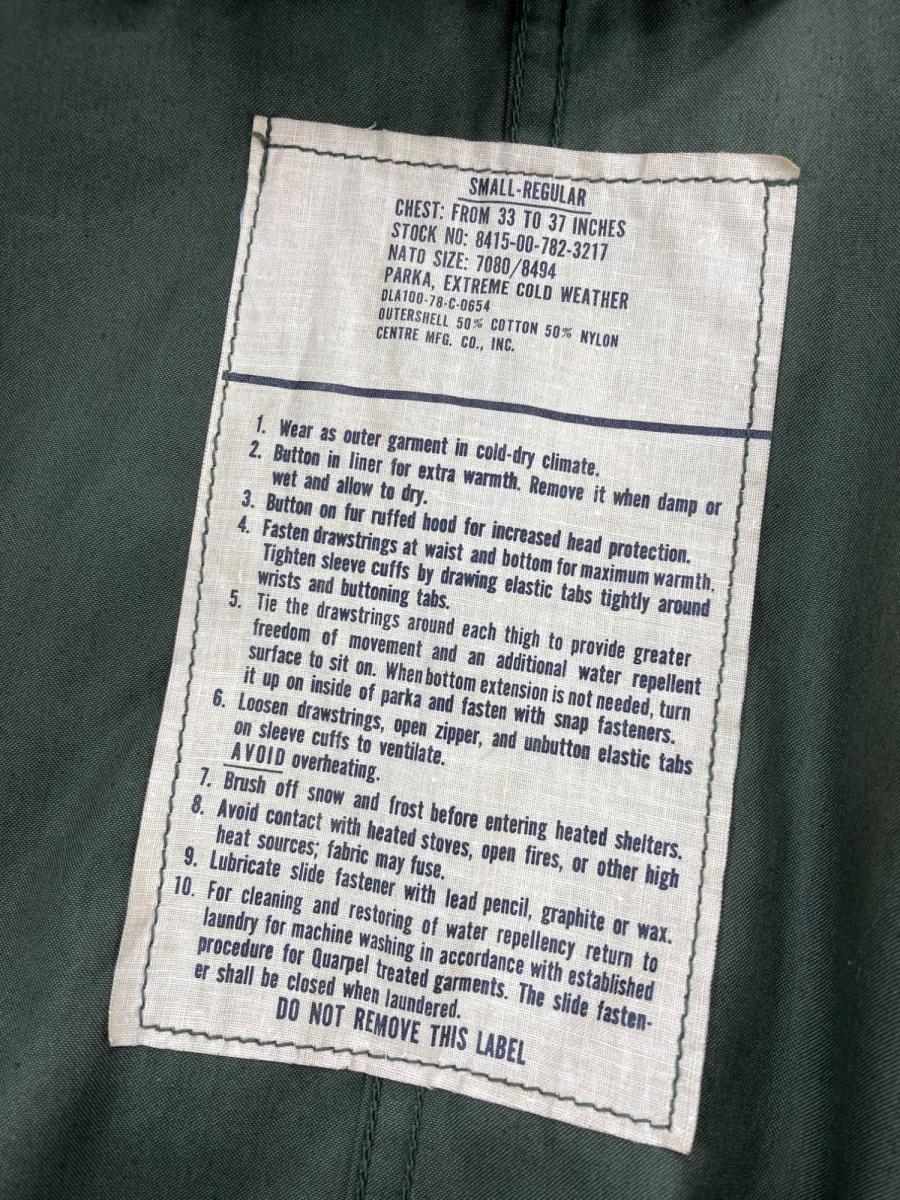 SMALL-REGULAR
CHEST: FROM 33 TO 37 INCHES
STOCK NO: 8415-00-782-3217
NATO SIZE: 7080/8494
PARKA, EXTREME COLD WEATHER
DLA100-78-C-0654
OUTERSHELL 50% COTTON 50% NYLON
CENTRE MFG. CO., INC.
1. Wear as outer garment in cold-dry climate.
2. Button in liner for extra warmth. Remove it when damp or
wet and allow to dry.
3. Button on fur ruffed hood for increased head protection.
4. Fasten drawstrings at waist and bottom for maximum warmth.
Tighten sleeve cuffs by drawing elastic tabs tightly around
wrists and buttoning tabs.
5. Tie the drawstrings around each thigh to provide greater
freedom of movement and an additional water repellent
surface to sit on. When bottom extension is not needed, turn
it up on inside of parka and fasten with snap fasteners.
6. Loosen drawstrings, open zipper, and unbutton elastic tabs
on sleeve cuffs to ventilate.
AVOID overheating.
7. Brush off snow and frost before entering heated shelters.
8. Avoid contact with heated stoves, open fires, or other high
heat sources; fabric may fuse.
9. Lubricate slide fastener with lead pencil, graphite or wax.
10. For cleaning and restoring of water repellency return to
laundry for machine washing in accordance with established
procedure for Quarpel treated garments. The slide fasten-
er shall be closed when laundered.
DO NOT REMOVE THIS LABEL